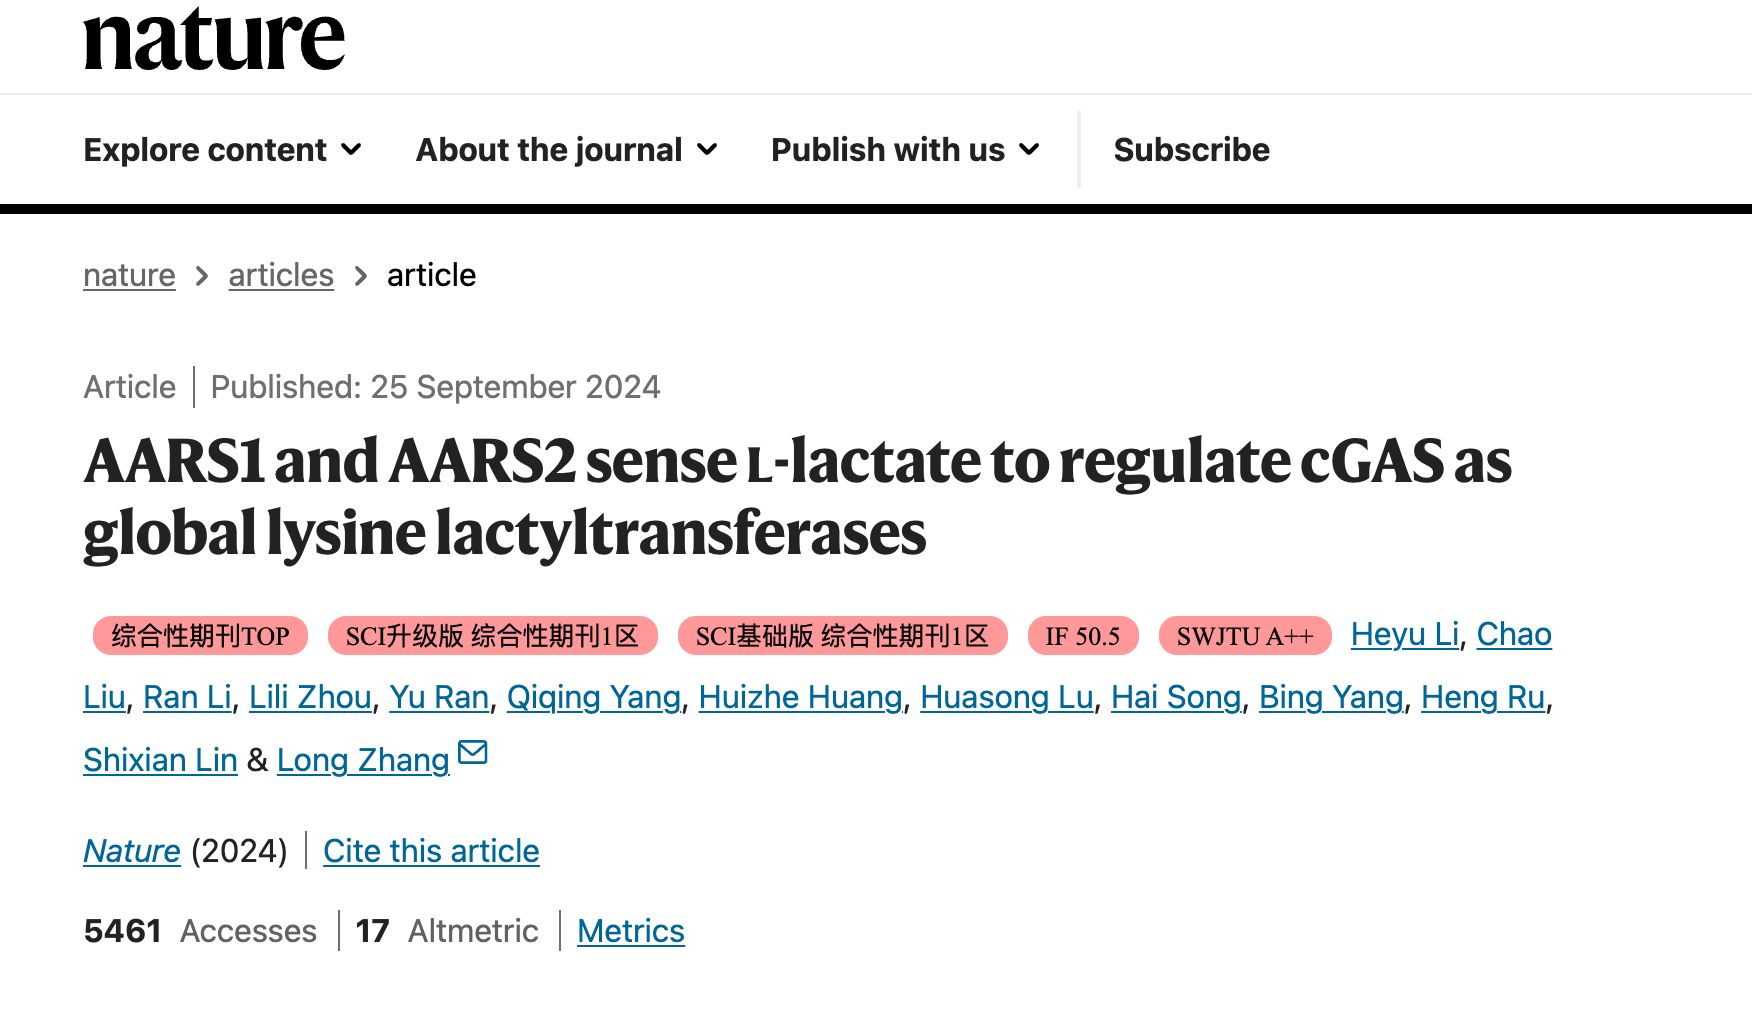 nature
Explore content About the journal Publish with us Subscribe
nature > articles > article
Article | Published: 25 September 2024
AARS1 and AARS2 sense ʟ-lactate to regulate cGAS as
global lysine lactyltransferases
综合性期刊TOP SCI升级版 综合性期刊1区 SCI基础版 综合性期刊1区 IF 50.5 SWJTU A++ Heyu Li, Chao
Liu, Ran Li, Lili Zhou, Yu Ran, Qiqing Yang, Huizhe Huang, Huasong Lu, Hai Song, Bing Yang, Heng Ru,
Shixian Lin & Long Zhang
Nature (2024) | Cite this article
5461 Accesses | 17 Altmetric | Metrics